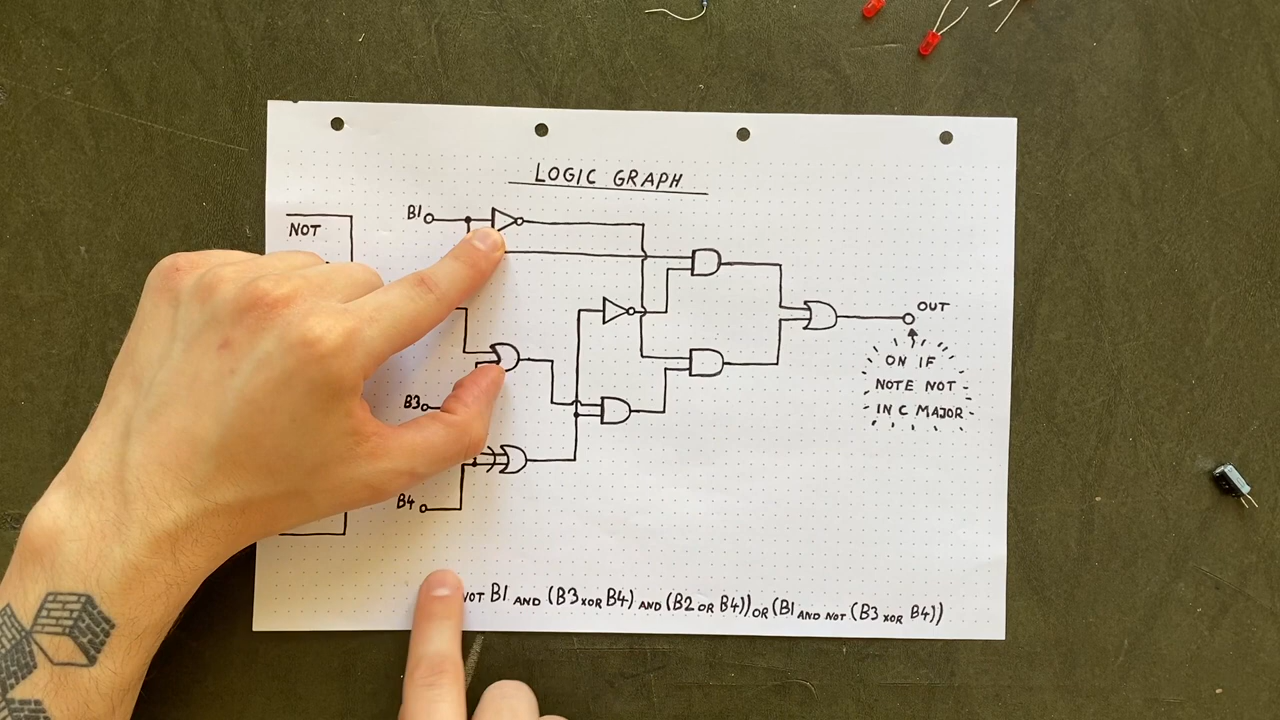 LOGIC GRAPH
B1
NOT
OUT
ON IF
NOTE NOT
IN C MAJOR
B3
B4
B1 AND (B3 XOR B4) AND (B2 OR B4)) OR (B1 AND NOT (B3 XOR B4))